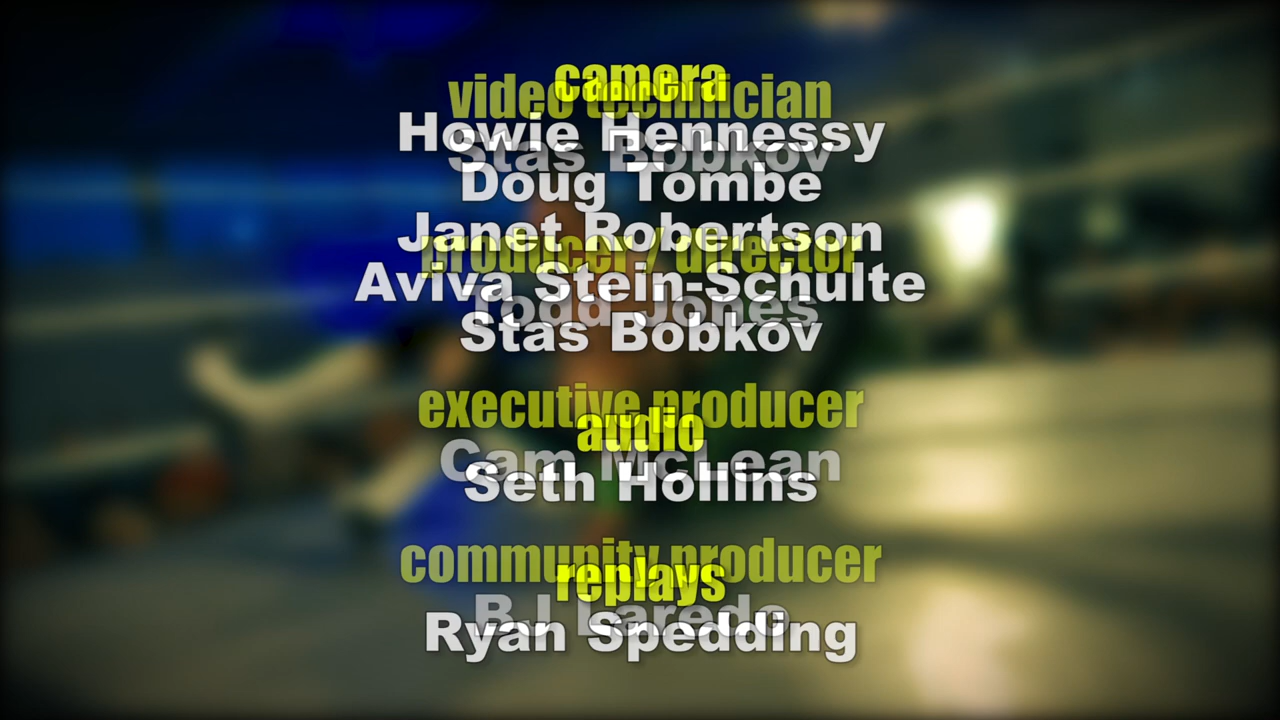 camera
video technician
Howie Hennessy
Stas Bobkov
Doug Tombe
Janet Robertson
producer / director
Aviva Stein-Schulte
Todd Jones
Stas Bobkov
executive producer
audio
Cam McLean
Seth Hollins
community producer
replays
BJ Laredo
Ryan Spedding